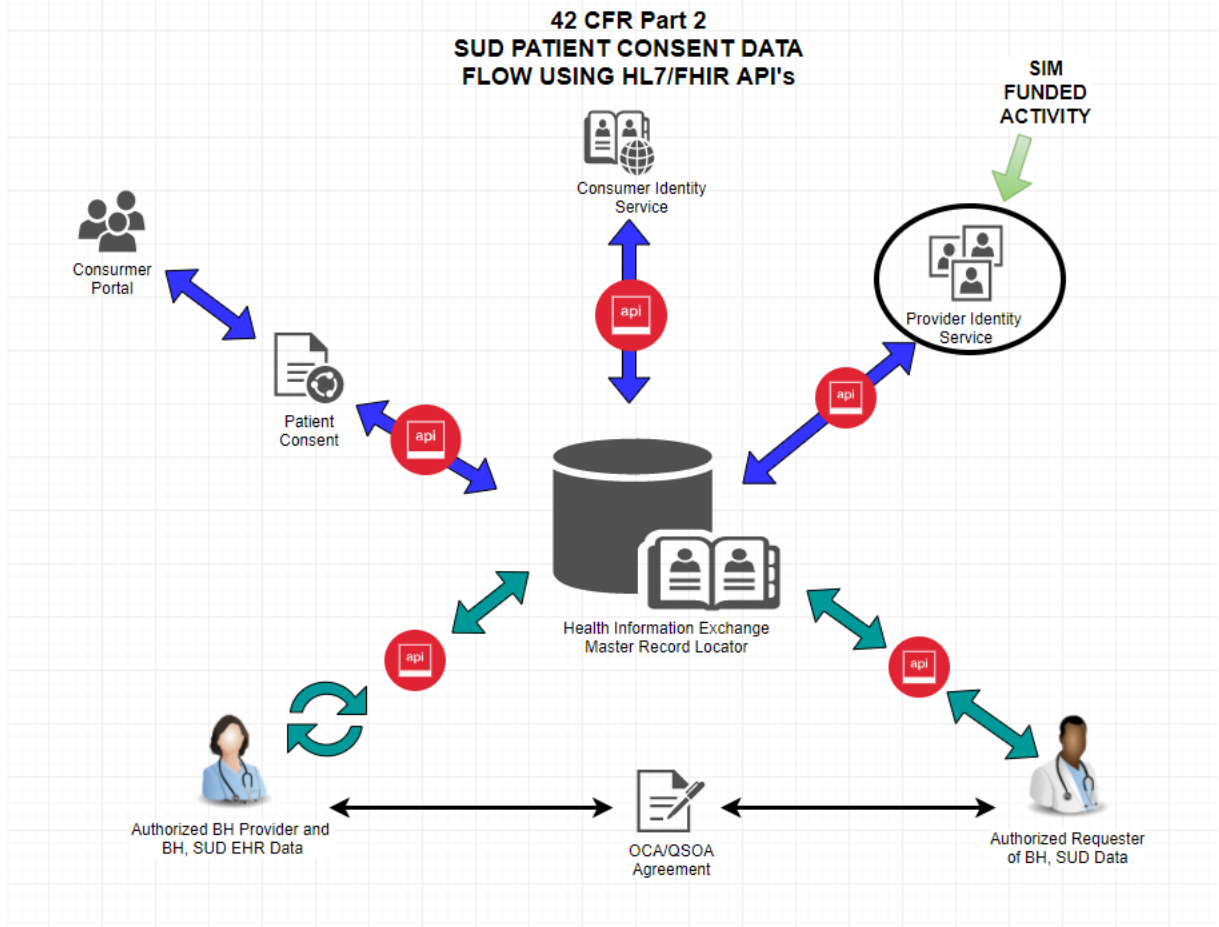 42 CFR Part 2
SUD PATIENT CONSENT DATA
FLOW USING HL7/FHIR API's
SIM
FUNDED
ACTIVITY
Consumer Identity
Service
Consurmer
Portal
Provider Identity
Service
api
api
Patient
Consent
api
Health Information Exchange
Master Record Locator
api
api
Authorized BH Provider and
BH, SUD EHR Data
OCA/QSOA
Agreement
Authorized Requester
of BH, SUD Data